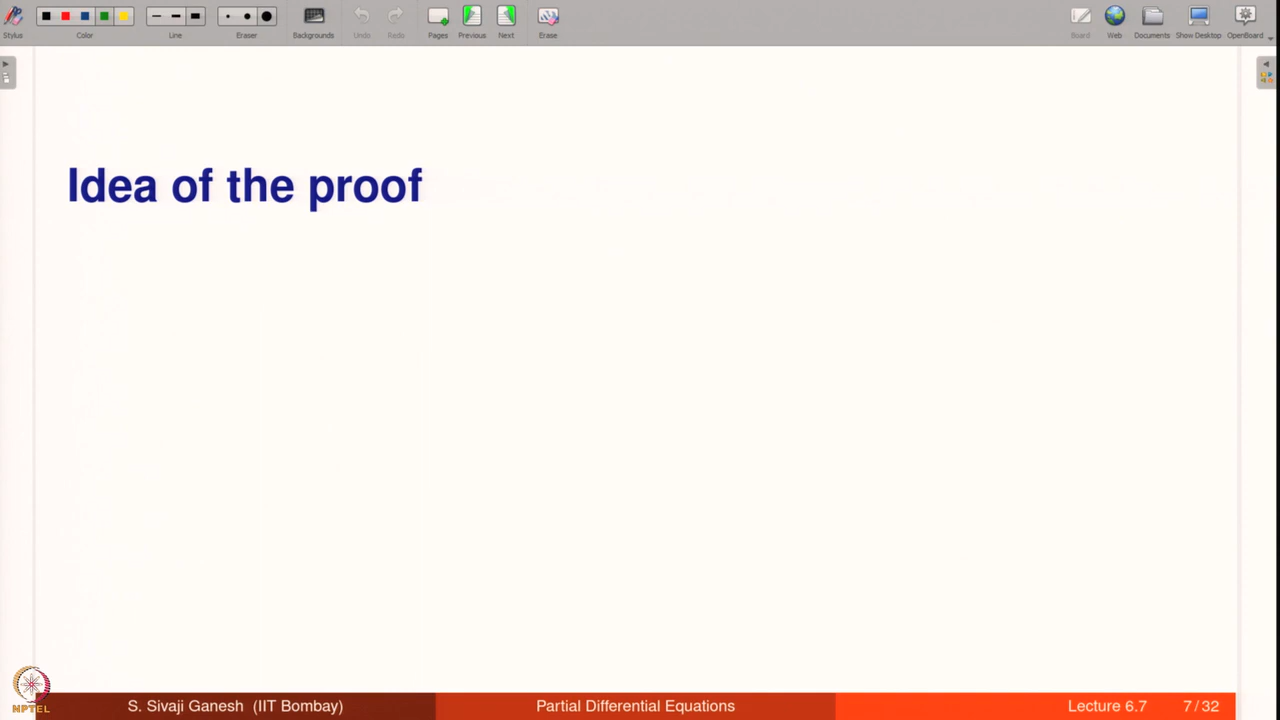 Stylus
Color
Line
Eraser
Backgrounds
Undo
Redo
Pages
Previous
Next
Erase
Board
Web
Documents
Show Desktop
OpenBoard
Idea of the proof
NPTEL
S. Sivaji Ganesh (IIT Bombay)
Partial Differential Equations
Lecture 6.7
7 / 32